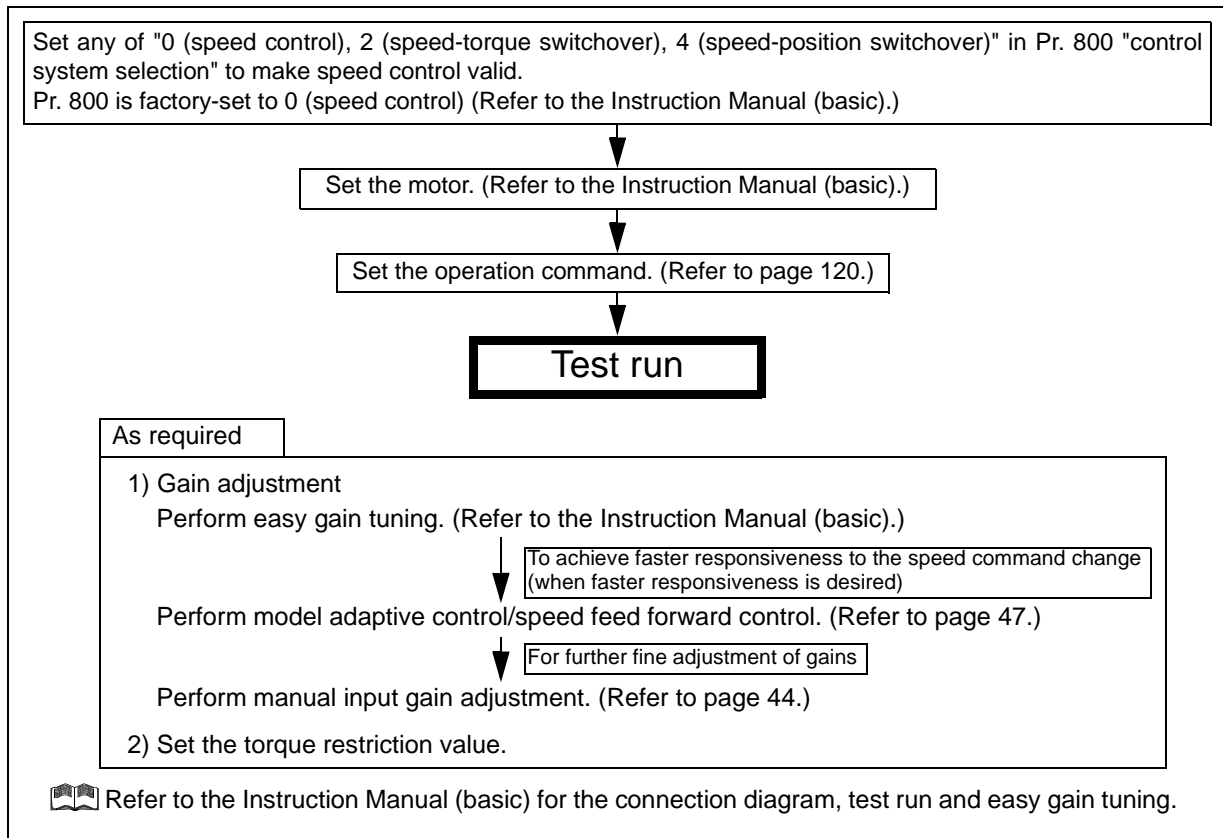 Set any of "0 (speed control), 2 (speed-torque switchover), 4 (speed-position switchover)" in Pr. 800 "control
system selection" to make speed control valid.
Pr. 800 is factory-set to 0 (speed control) (Refer to the Instruction Manual (basic).)
Set the motor. (Refer to the Instruction Manual (basic).)
Set the operation command. (Refer to page 120.)
Test run
As required
1) Gain adjustment
Perform easy gain tuning. (Refer to the Instruction Manual (basic).)
To achieve faster responsiveness to the speed command change
(when faster responsiveness is desired)
Perform model adaptive control/speed feed forward control. (Refer to page 47.)
For further fine adjustment of gains
Perform manual input gain adjustment. (Refer to page 44.)
2) Set the torque restriction value.
Refer to the Instruction Manual (basic) for the connection diagram, test run and easy gain tuning.